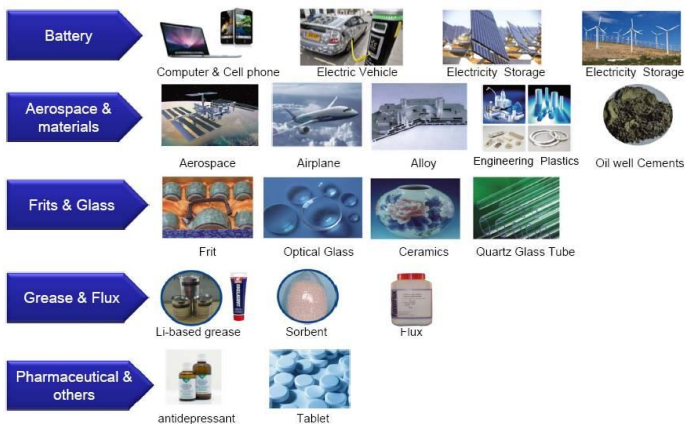 Battery
Computer & Cell phone
Electric Vehicle
Electricity Storage
Electricity Storage
Aerospace &
materials
Aerospace
Airplane
Alloy
Engineering Plastics
Oil well Cements
Frits & Glass
Frit
Optical Glass
Ceramics
Quartz Glass Tube
Grease & Flux
Li-based grease
Sorbent
Flux
Pharmaceutical &
others
antidepressant
Tablet